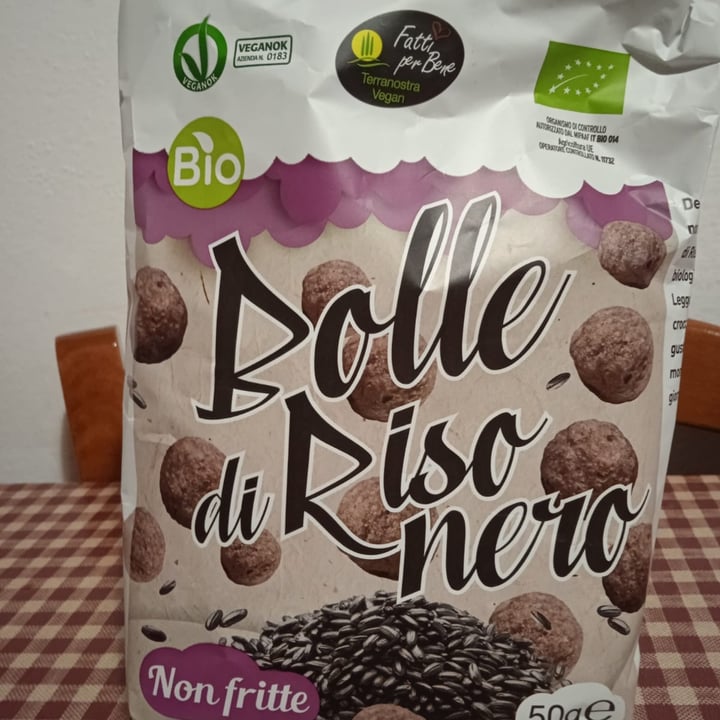 VEGANOK
VEGANOK
AZIENDA N. 0183
Fatti
per Bene
Terranostra
Vegan
ORGANISMO DI CONTROLLO
AUTORIZZATO DAL MIPAAF IT BIO 014
Agricoltura UE
OPERATORE CONTROLLATO N. 11732
Bio
Bolle
di Riso
nero
Non fritte
50g e